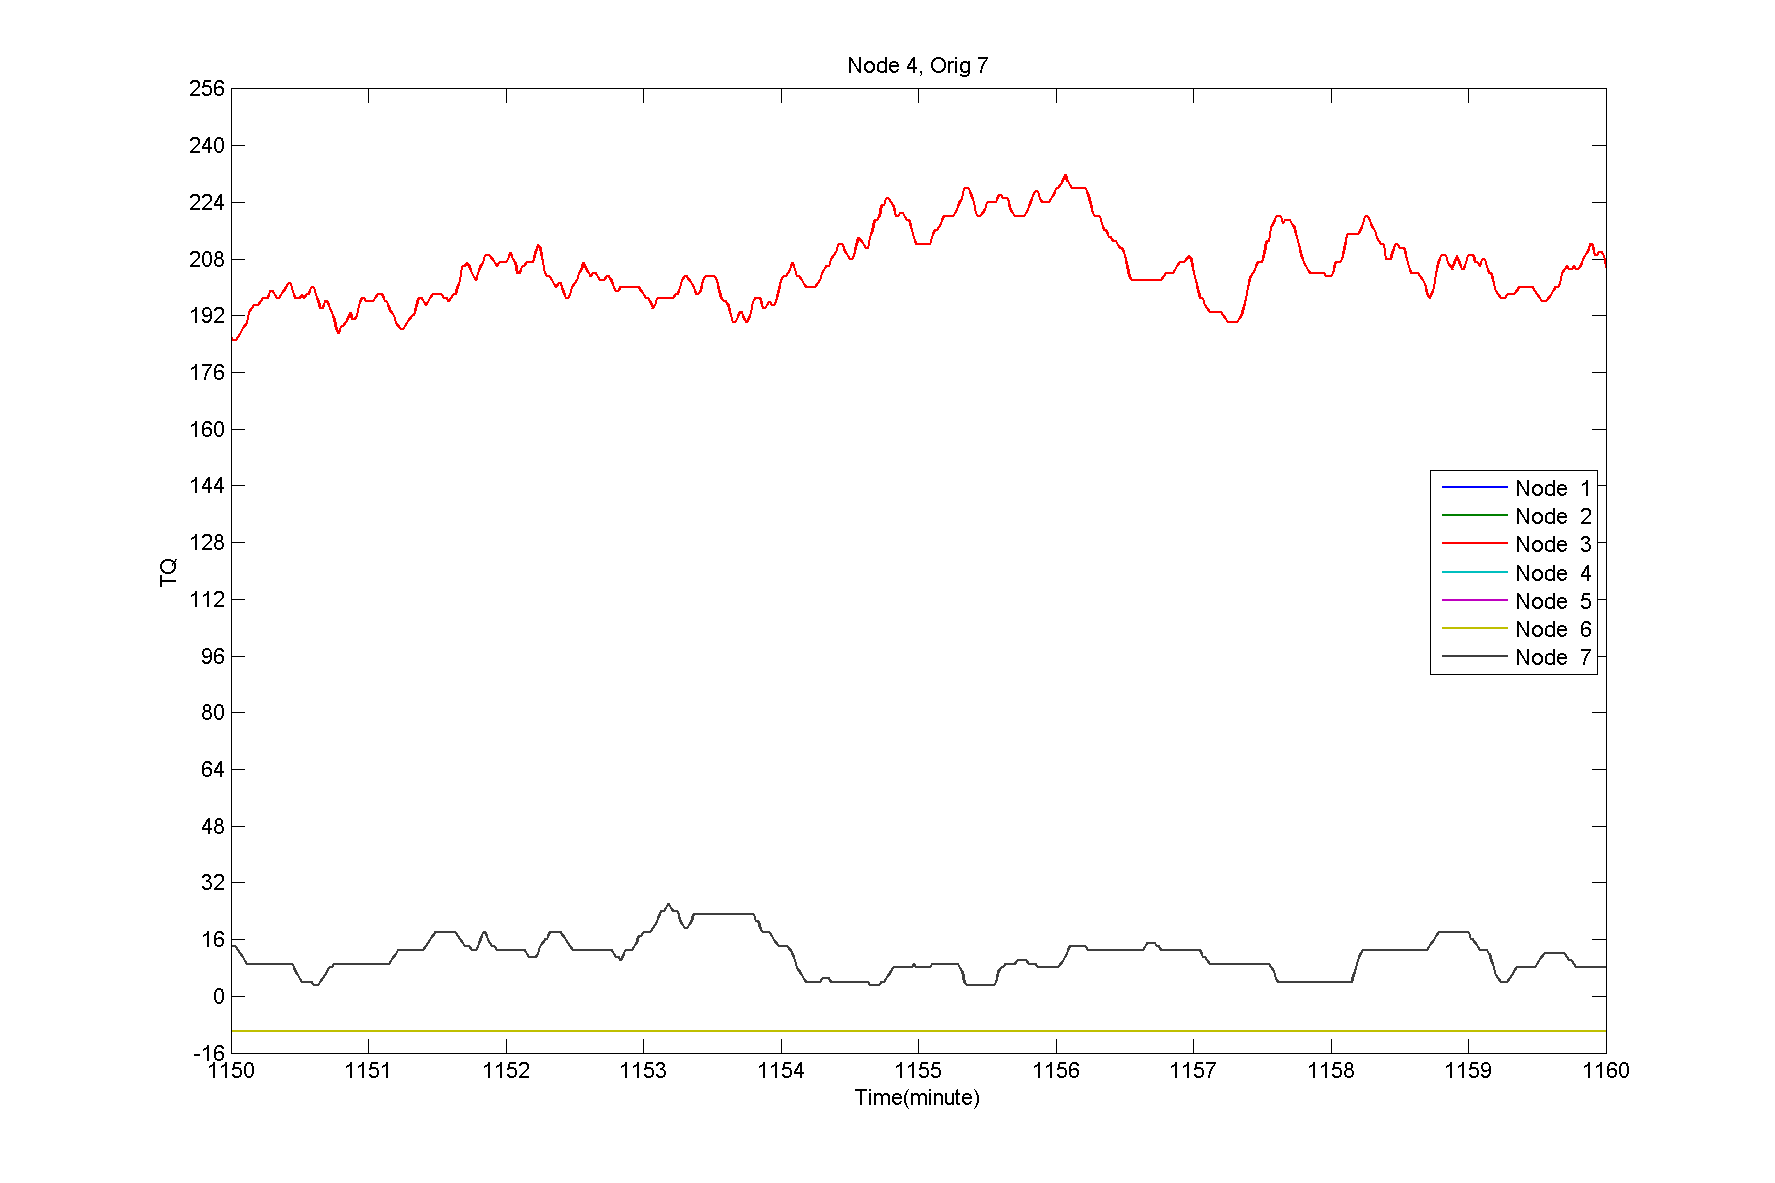 Node 4, Orig 7
256
240
224
208
192
176
160
144
128
112
96
80
64
48
32
16
0
-16
TQ
Node 1
Node 2
Node 3
Node 4
Node 5
Node 6
Node 7
1150 1151 1152 1153 1154 1155 1156 1157 1158 1159 1160
Time(minute)